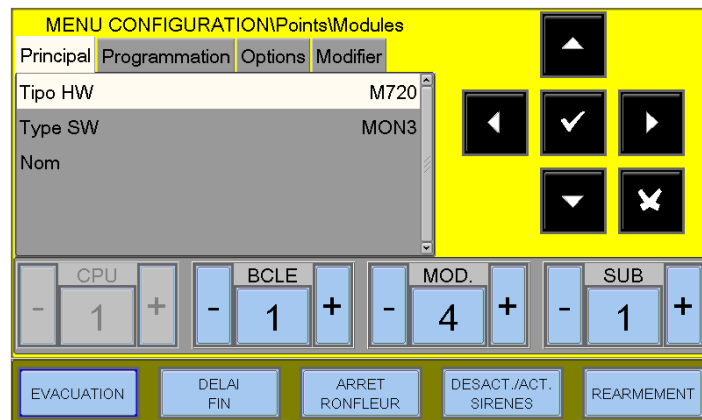 MENU CONFIGURATION\Points\Modules
Principal Programmation Options Modifier
Tipo HW M720
Type SW MON3
Nom
CPU BCLE MOD. SUB
- 1 + - 1 + - 4 + - 1 +
EVACUATION
DELAI
FIN
ARRET
RONFLEUR
DESACT./ACT.
SIRENES
REARMEMENT